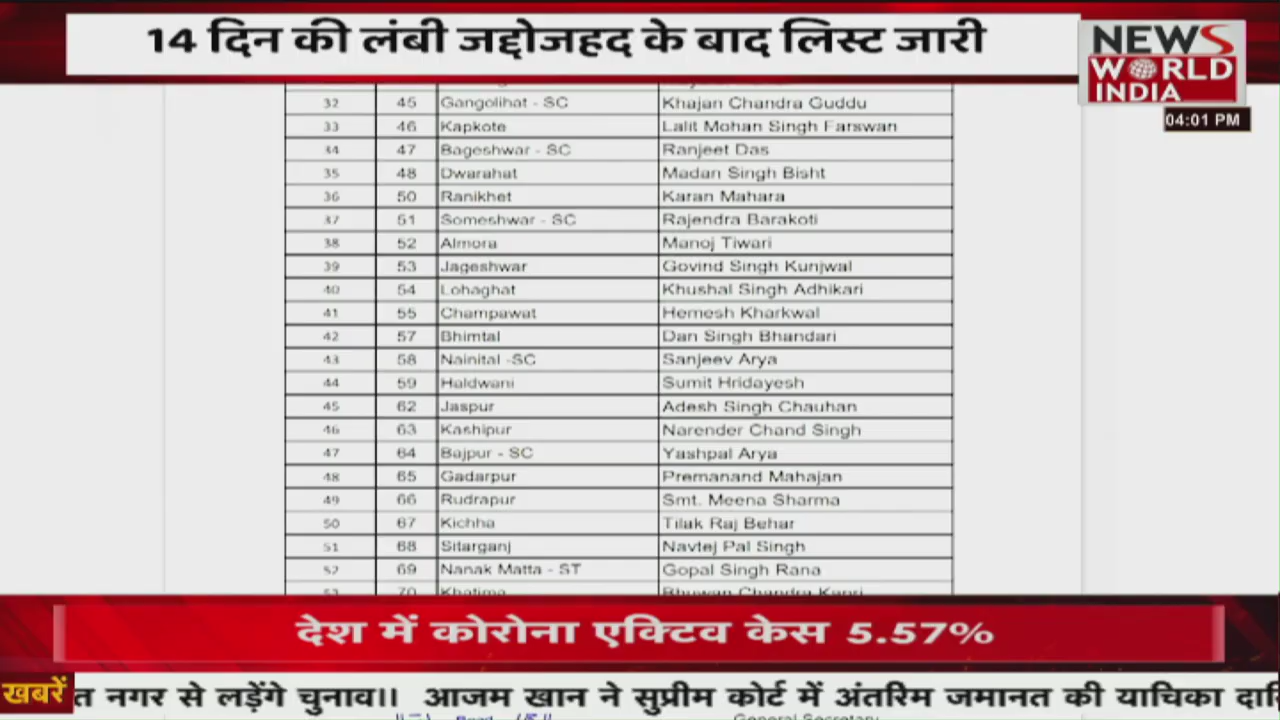 14 दिन की लंबी जद्दोजहद के बाद लिस्ट जारी
NEWS
WORLD
INDIA
04:01 PM
32 45 Gangolihat - SC Khajan Chandra Guddu
33 46 Kapkote Lalit Mohan Singh Farswan
34 47 Bageshwar - SC Ranjeet Das
35 48 Dwarahat Madan Singh Bisht
36 50 Ranikhet Karan Mahara
37 51 Someshwar - SC Rajendra Barakoti
38 52 Almora Manoj Tiwari
39 53 Jageshwar Govind Singh Kunjwal
40 54 Lohaghat Khushal Singh Adhikari
41 55 Champawat Hemesh Kharkwal
42 57 Bhimtal Dan Singh Bhandari
43 58 Nainital -SC Sanjeev Arya
44 59 Haldwani Sumit Hridayesh
45 62 Jaspur Adesh Singh Chauhan
46 63 Kashipur Narender Chand Singh
47 64 Bajpur - SC Yashpal Arya
48 65 Gadarpur Premanand Mahajan
49 66 Rudrapur Smt. Meena Sharma
50 67 Kichha Tilak Raj Behar
51 68 Sitarganj Navtej Pal Singh
52 69 Nanak Matta - ST Gopal Singh Rana
53 70 Khatima Bhuwan Chandra Kapri
देश में कोरोना एक्टिव केस 5.57%
खबरें त नगर से लड़ेंगे चुनाव।। आजम खान ने सुप्रीम कोर्ट में अंतरिम जमानत की याचिका
General Secretary